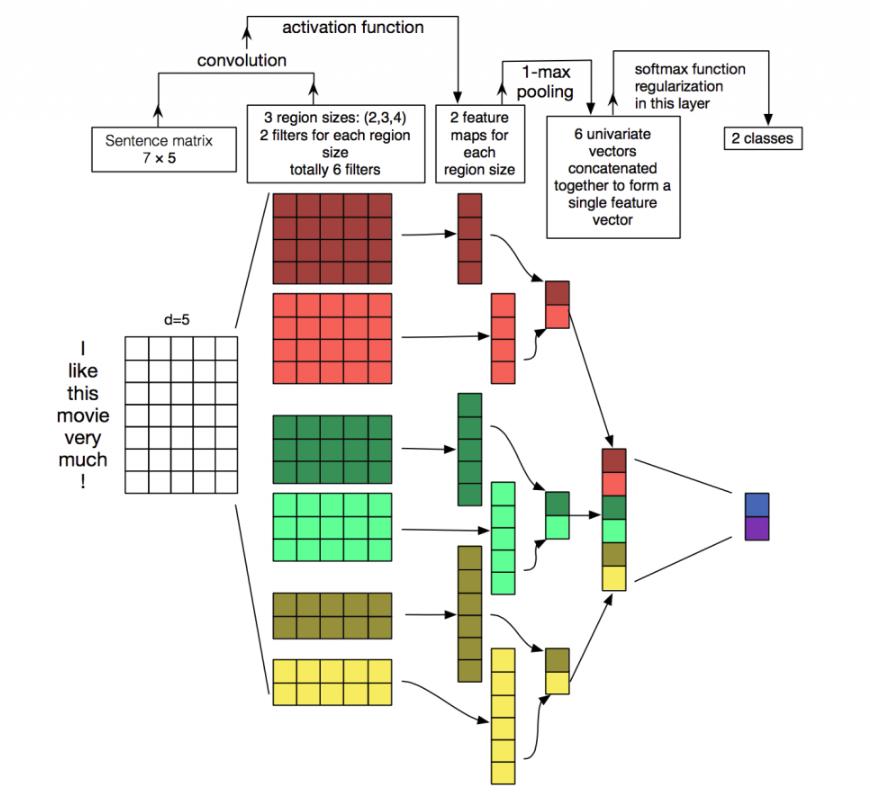 activation function
convolution
Sentence matrix
7 × 5
3 region sizes: (2,3,4)
2 filters for each region
size
totally 6 filters
2 feature
maps for
each
region size
1-max
pooling
6 univariate
vectors
concatenated
together to form a
single feature
vector
softmax function
regularization
in this layer
2 classes
d=5
I
like
this
movie
very
much
!